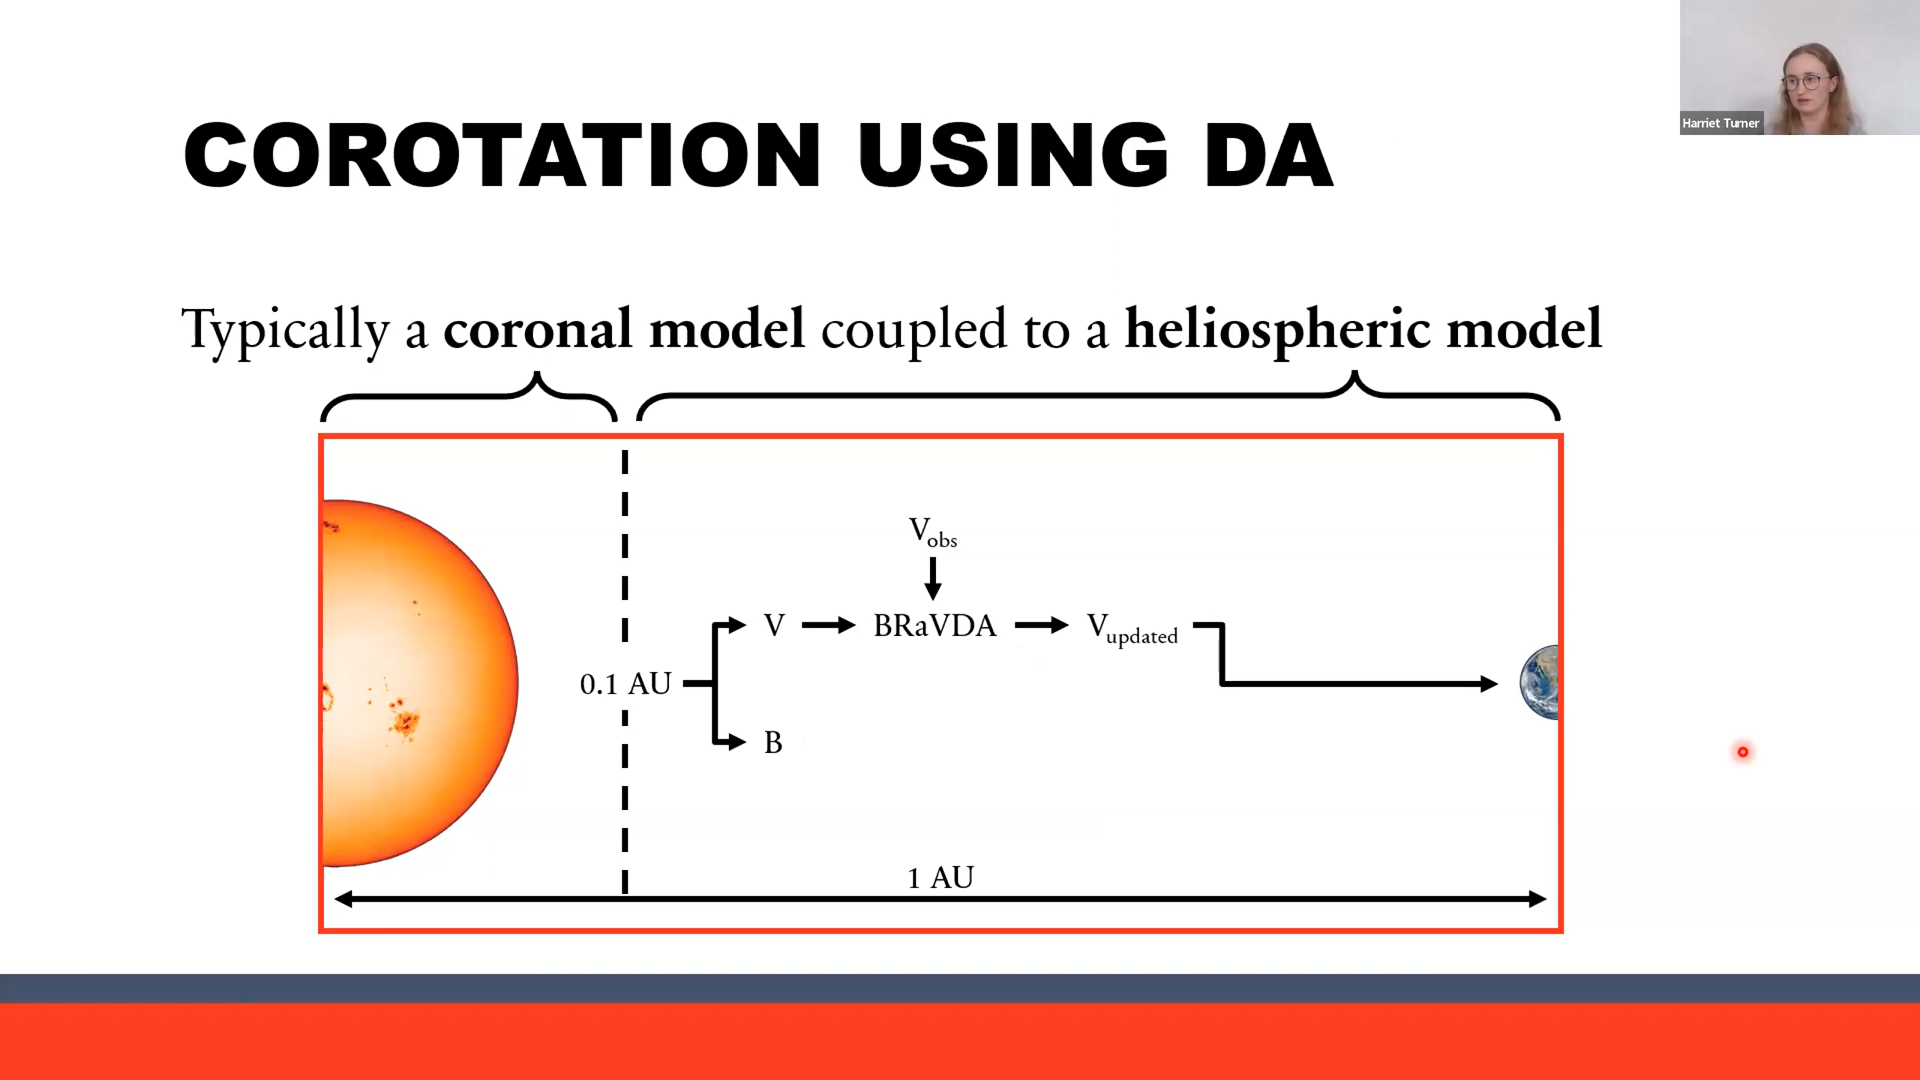 Harriet Turner
COROTATION USING DA
Typically a coronal model coupled to a heliospheric model
V_obs
V BRaVDA V_updated
0.1 AU
B
1 AU